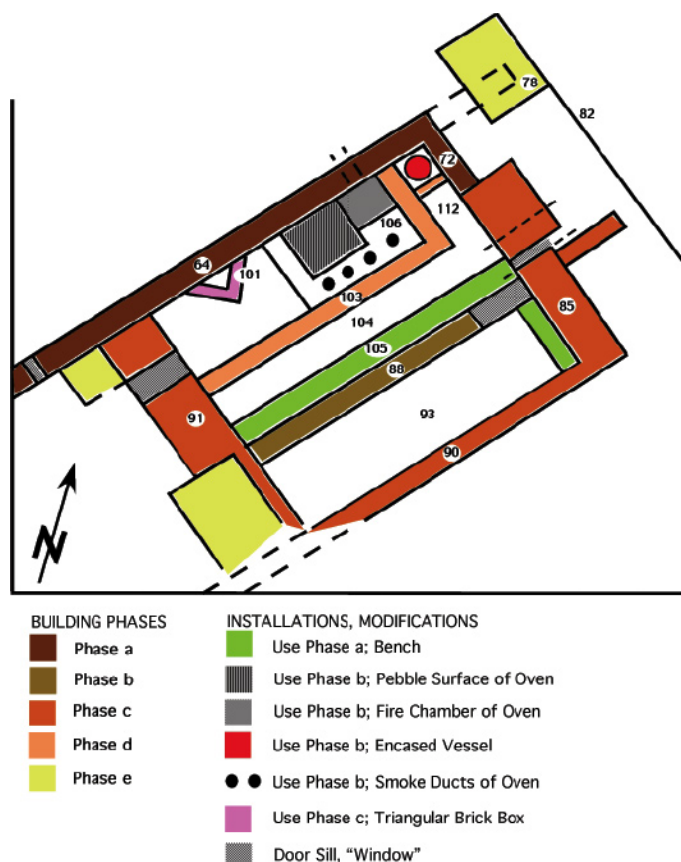 78
82
72
112
106
64
101
103
104
85
105
88
91
93
90
N
BUILDING PHASES
Phase a
Phase b
Phase c
Phase d
Phase e
INSTALLATIONS, MODIFICATIONS
Use Phase a; Bench
Use Phase b; Pebble Surface of Oven
Use Phase b; Fire Chamber of Oven
Use Phase b; Encased Vessel
Use Phase b; Smoke Ducts of Oven
Use Phase c; Triangular Brick Box
Door Sill, "Window"